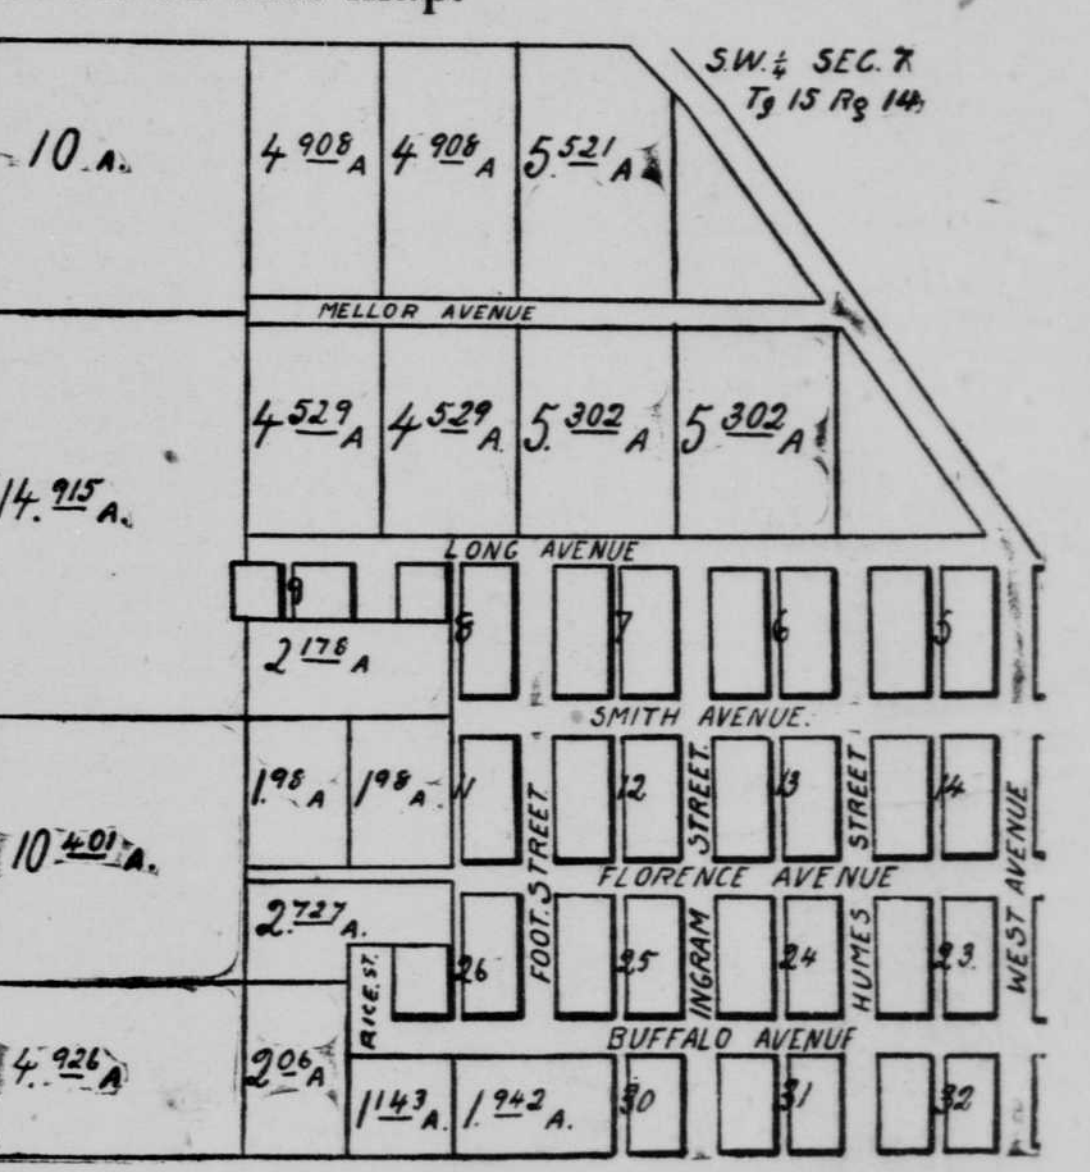 S.W. ¼ SEC. 7
Tg 15 Rg 14
10 A.
4 908 A
4 908 A
5. 521 A
MELLOR AVENUE
4 529 A
4 529 A
5. 302 A
5 302 A
14. 915 A.
LONG AVENUE
9
8
7
6
5
2 178 A
SMITH AVENUE.
1.98 A
1 98 A
11
12
13
14
10 401 A.
FOOT. STREET
INGRAM STREET.
HUMES STREET
WEST AVENUE
FLORENCE AVENUE
2. 727 A.
RICE. ST.
26
25
24
23
BUFFALO AVENUE
4. 926 A
2 06 A
1 143 A.
1. 942 A.
30
31
32